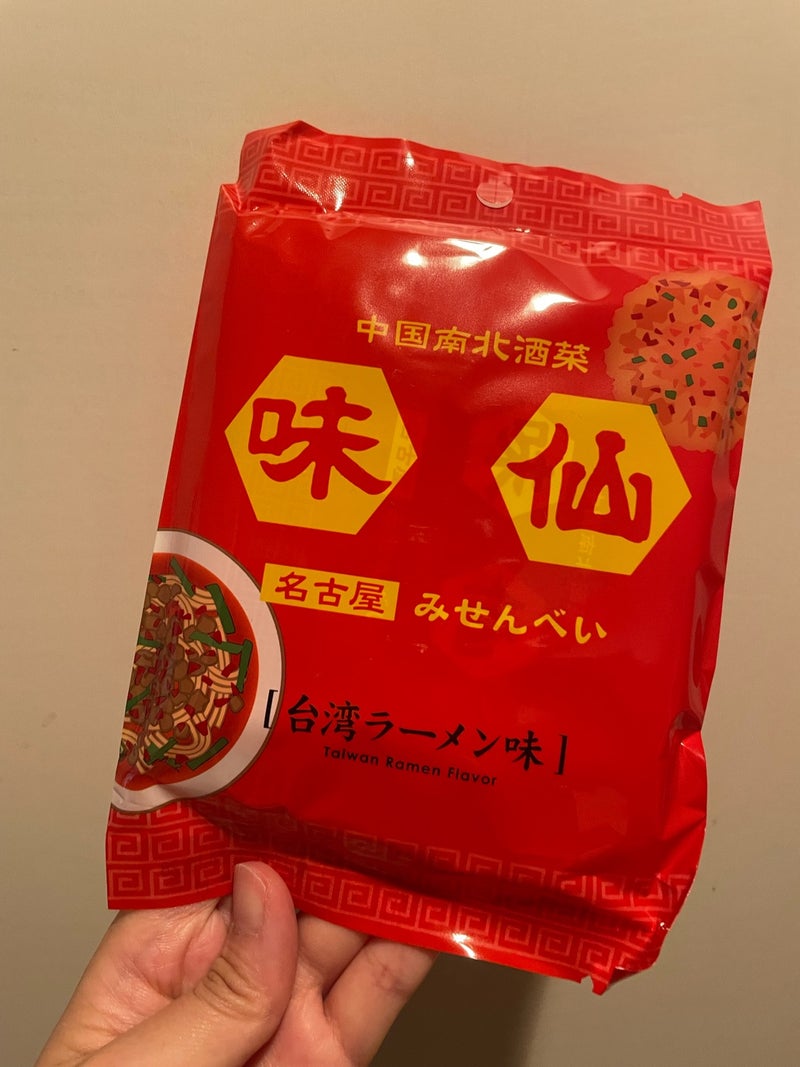 中国南北酒菜
味仙
名古屋 みせんべい
[台湾ラーメン味]
Taiwan Ramen Flavor